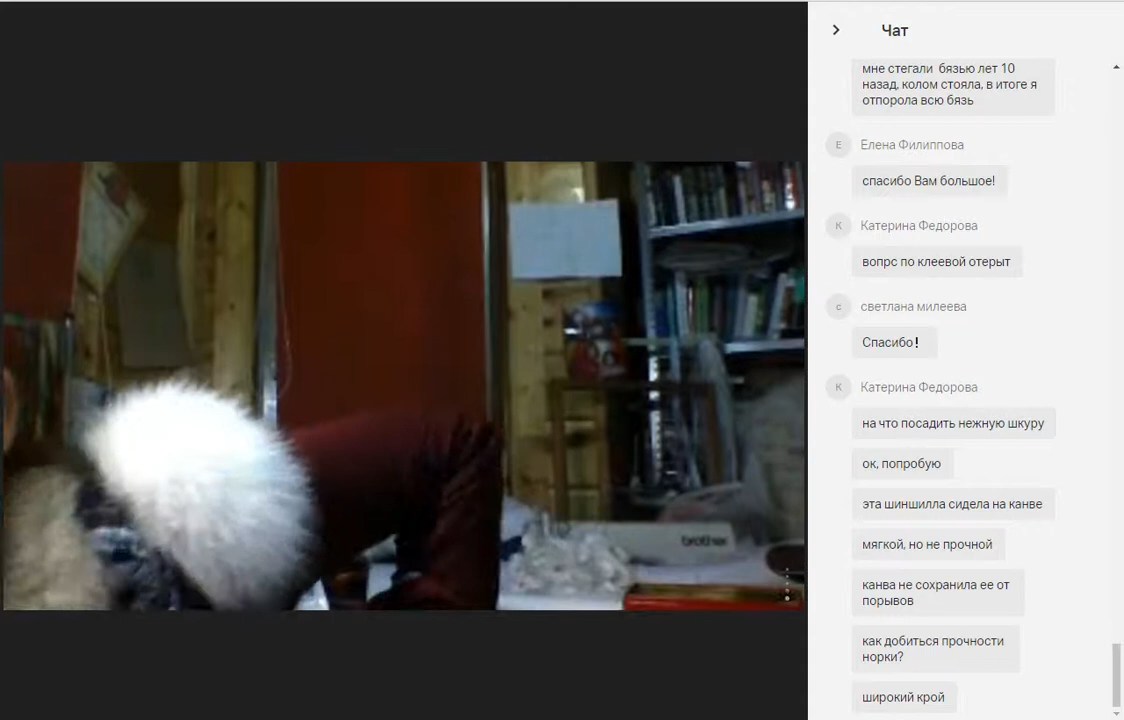 Чат
мне стегали бязью лет 10
назад, колом стояла, в итоге я
отпорола всю бязь
Е
Елена Филиппова
спасибо Вам большое!
К
Катерина Федорова
вопрс по клеевой отерыт
с
светлана милеева
Спасибо!
К
Катерина Федорова
на что посадить нежную шкуру
ок, попробую
эта шиншилла сидела на канве
мягкой, но не прочной
канва не сохранила ее от
порывов
как добиться прочности
норки?
широкий крой
brother